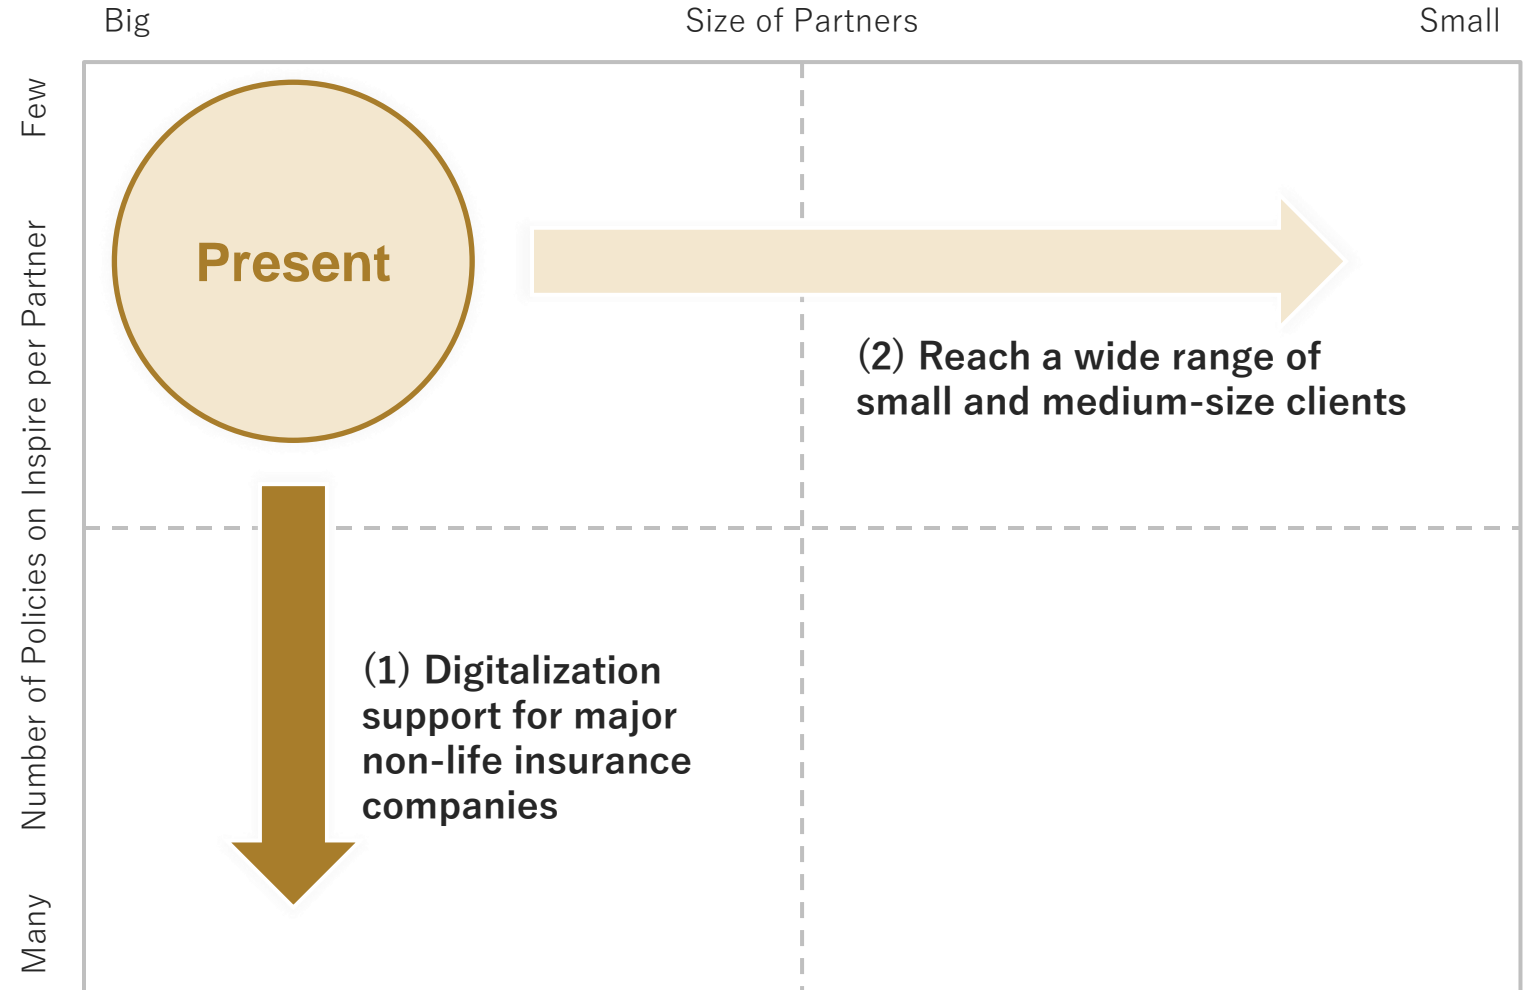 Big
Size of Partners
Small
Few
Number of Policies on Inspire per Partner
Many
Present
(2) Reach a wide range of
small and medium-size clients
(1) Digitalization
support for major
non-life insurance
companies